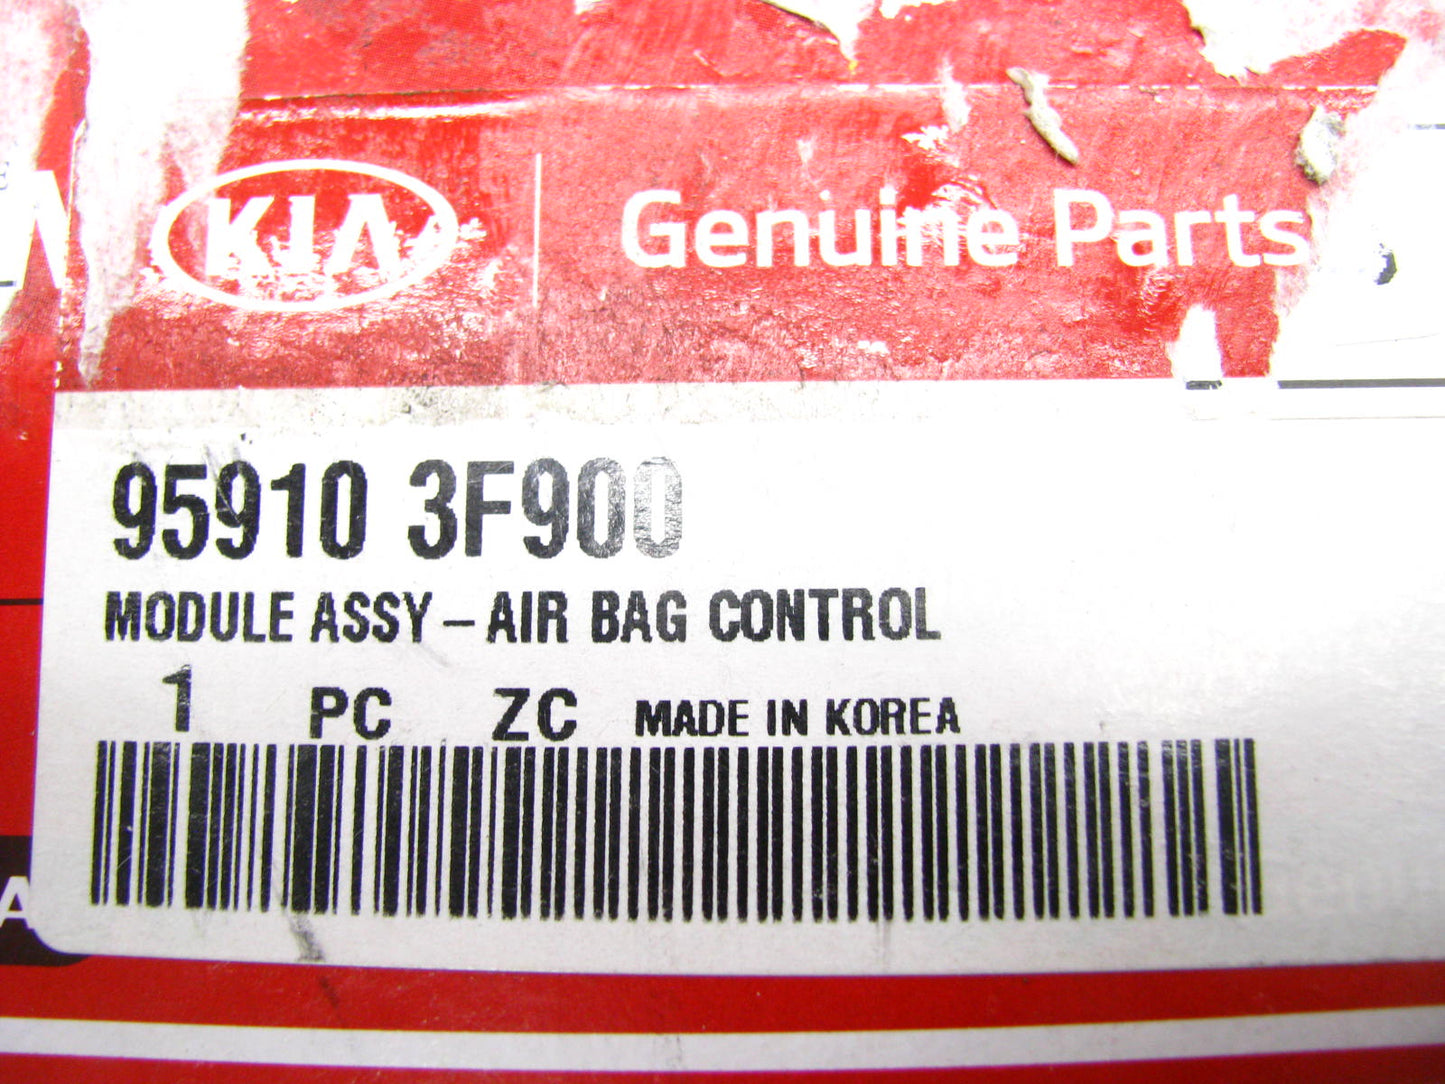 KIA Genuine Parts
95910 3F900
MODULE ASSY-AIR BAG CONTROL
1 PC ZC MADE IN KOREA